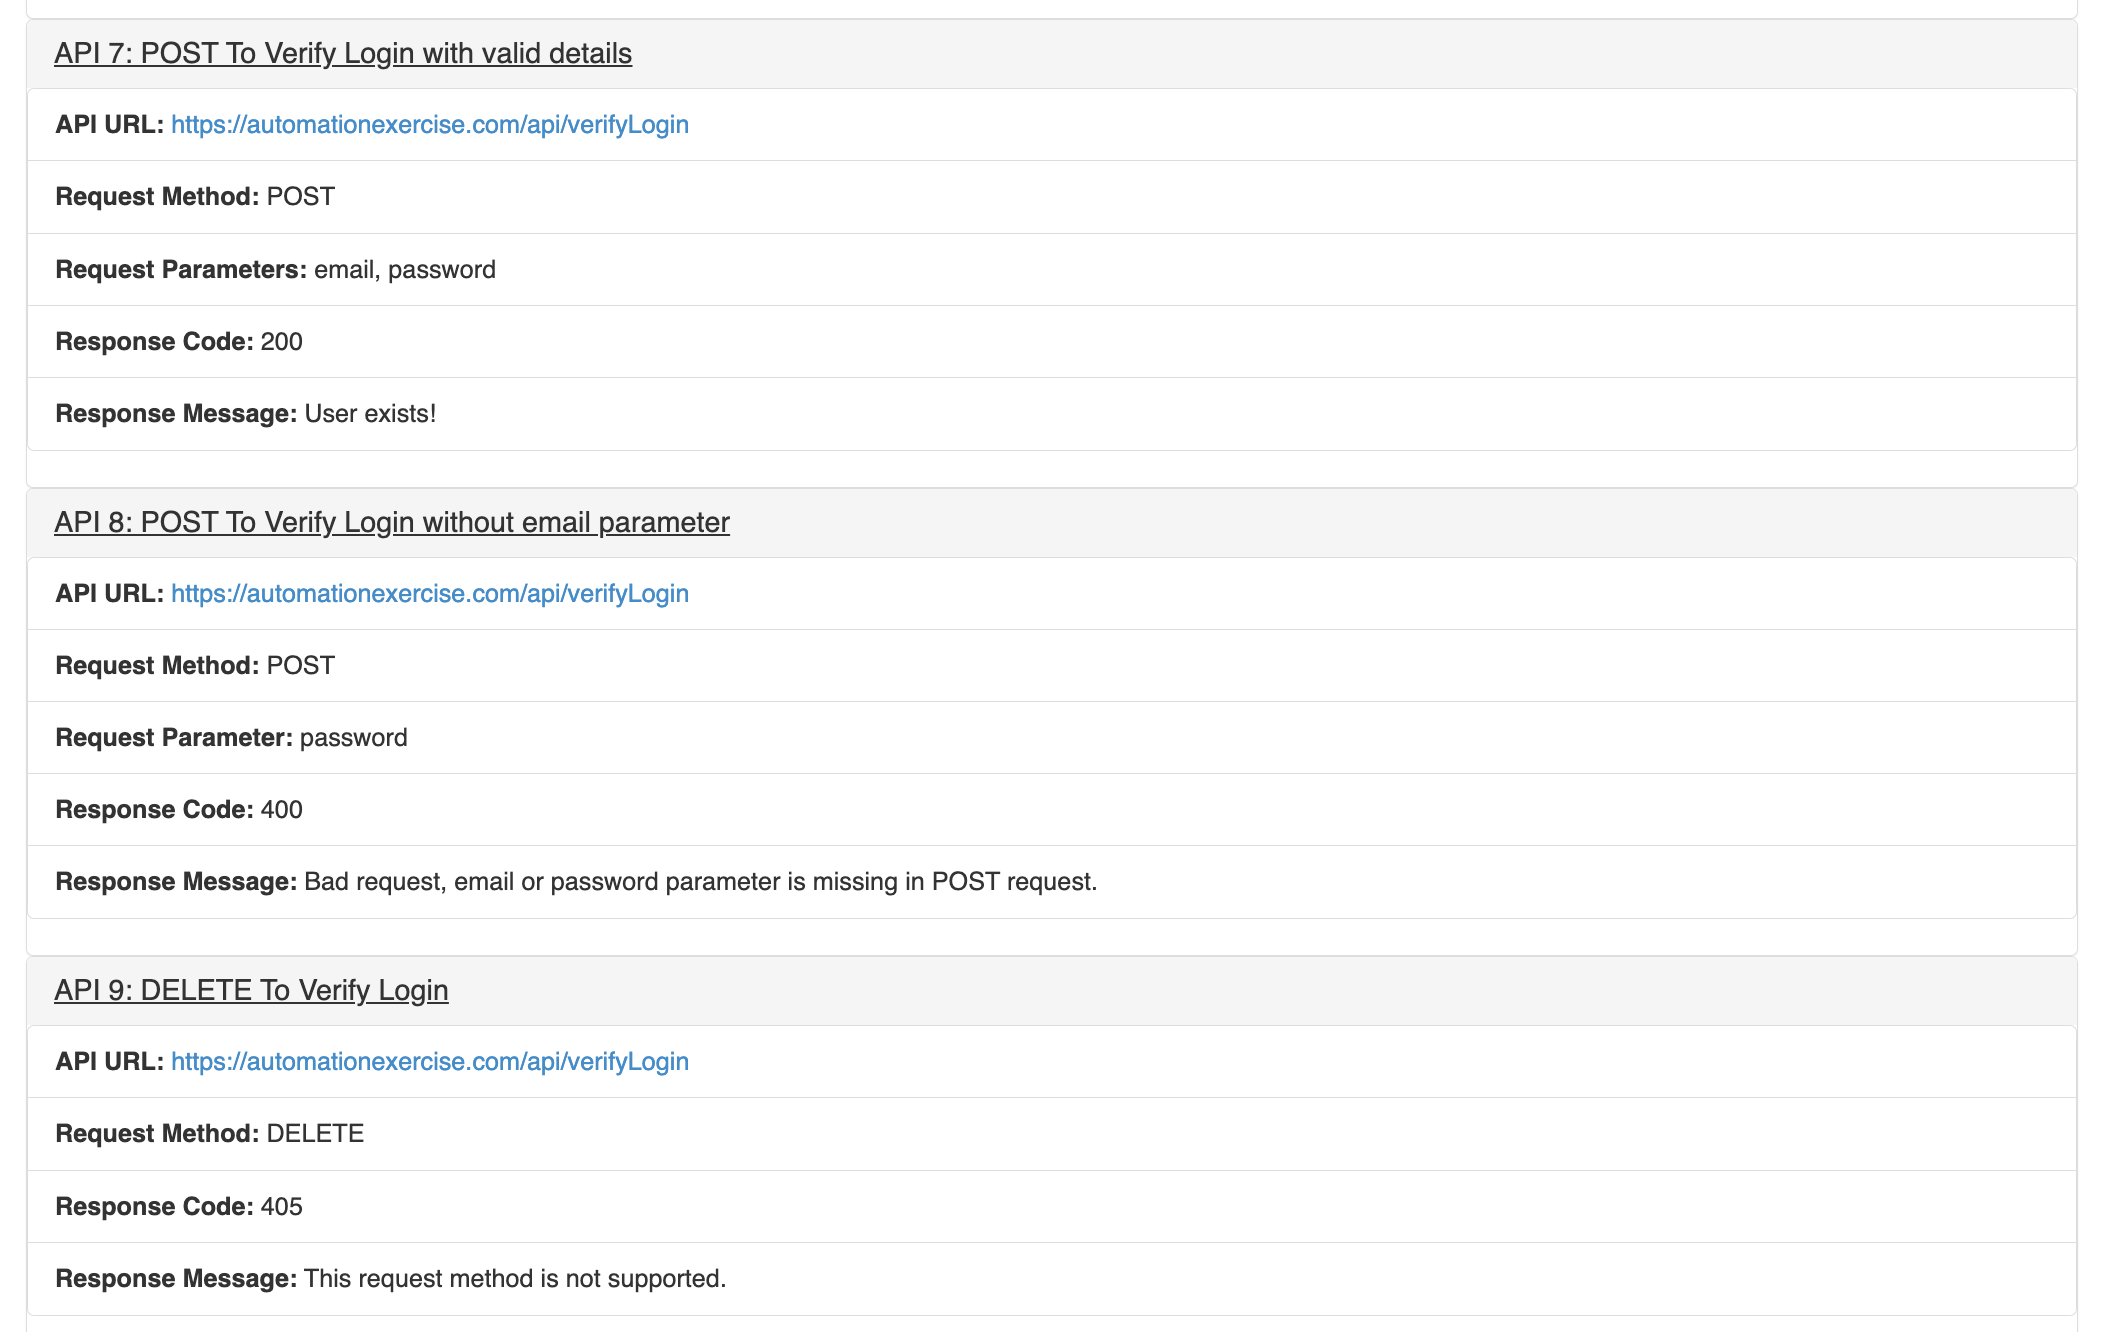 API 7: POST To Verify Login with valid details
API URL: https://automationexercise.com/api/verifyLogin
Request Method: POST
Request Parameters: email, password
Response Code: 200
Response Message: User exists!
API 8: POST To Verify Login without email parameter
API URL: https://automationexercise.com/api/verifyLogin
Request Method: POST
Request Parameter: password
Response Code: 400
Response Message: Bad request, email or password parameter is missing in POST request.
API 9: DELETE To Verify Login
API URL: https://automationexercise.com/api/verifyLogin
Request Method: DELETE
Response Code: 405
Response Message: This request method is not supported.